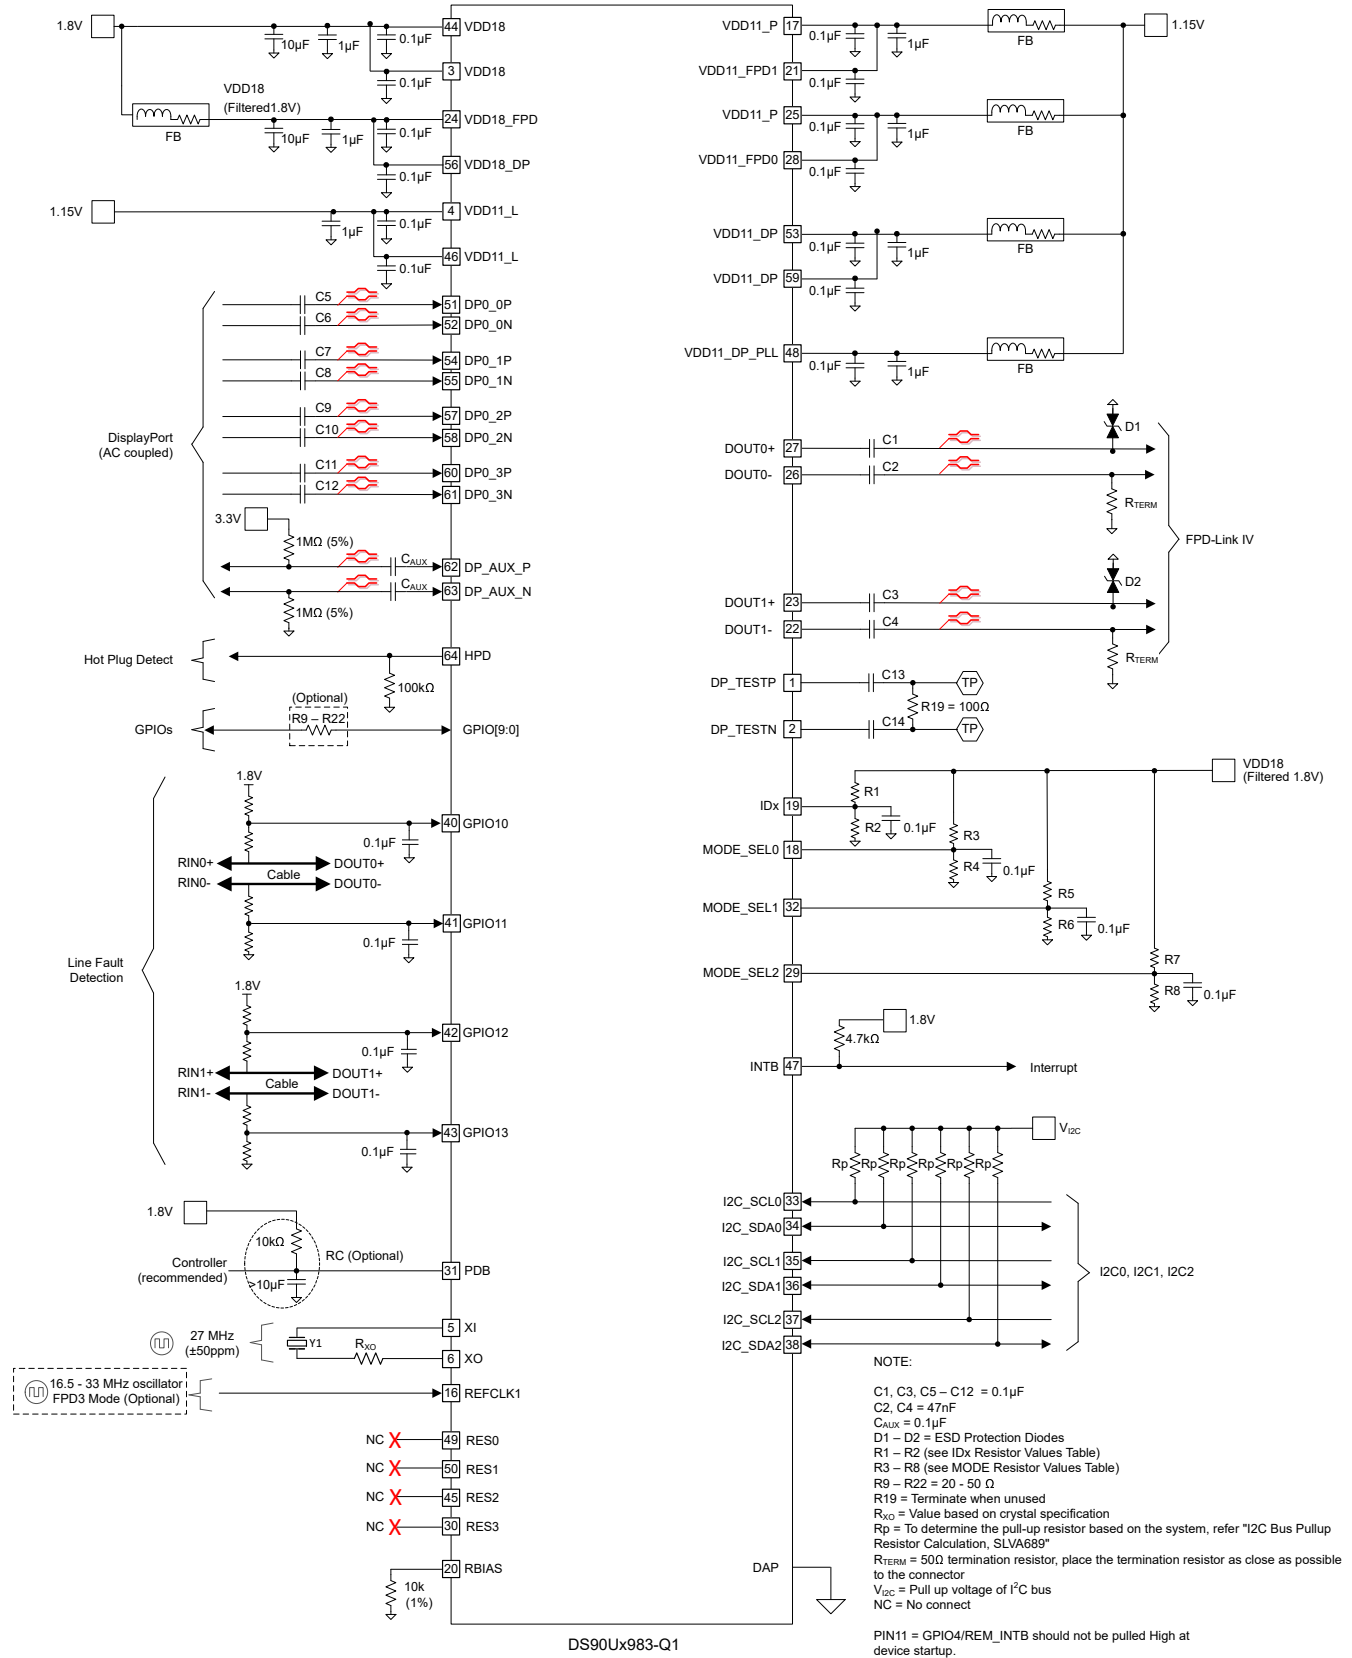 1.8V
10µF
1µF
0.1µF
44 VDD18
3 VDD18
0.1µF
VDD18
(Filtered1.8V)
FB
10µF
1µF
0.1µF
24 VDD18_FPD
56 VDD18_DP
0.1µF
1.15V
1µF
0.1µF
4 VDD11_L
46 VDD11_L
0.1uF
DisplayPort
(AC coupled)
C5
51 DP0_0P
C6
52 DP0_0N
C7
54 DP0_1P
C8
55 DP0_1N
C9
57 DP0_2P
C10
58 DP0_2N
C11
60 DP0_3P
C12
61 DP0_3N
3.3V
1MΩ (5%)
CAUX
62 DP_AUX_P
CAUX
63 DP_AUX_N
1MΩ (5%)
Hot Plug Detect
64 HPD
100kΩ
(Optional)
R9 – R22
GPIOs
GPIO[9:0]
Line Fault
Detection
1.8V
40 GPIO10
0.1µF
RIN0+
DOUT0+
Cable
RIN0-
DOUT0-
41 GPIO11
0.1µF
1.8V
42 GPIO12
0.1µF
RIN1+
DOUT1+
Cable
RIN1-
DOUT1-
43 GPIO13
0.1µF
1.8V
10kΩ
RC (Optional)
Controller
(recommended)
>10µF
31 PDB
27 MHz
(±50ppm)
Y1
5 XI
RXO
6 XO
16.5 - 33 MHz oscillator
FPD3 Mode (Optional)
16 REFCLK1
NC X 49 RES0
NC X 50 RES1
NC X 45 RES2
NC X 30 RES3
20 RBIAS
10k
(1%)
VDD11_P 17
0.1µF
1µF
FB
1.15V
VDD11_FPD1 21
0.1µF
VDD11_P 25
0.1µF
1µF
FB
VDD11_FPD0 28
0.1µF
VDD11_DP 53
0.1µF
1µF
FB
VDD11_DP 59
0.1µF
VDD11_DP_PLL 48
0.1µF
1µF
FB
DOUT0+ 27
C1
D1
DOUT0- 26
C2
RTERM
FPD-Link IV
D2
DOUT1+ 23
C3
DOUT1- 22
C4
RTERM
DP_TESTP 1
C13
TP
R19 = 100Ω
DP_TESTN 2
C14
TP
VDD18
(Filtered 1.8V)
R1
IDx 19
R2
0.1µF
R3
MODE_SEL0 18
R4
0.1µF
R5
MODE_SEL1 32
R6
0.1µF
R7
MODE_SEL2 29
R8
0.1µF
1.8V
4.7kΩ
INTB 47
Interrupt
VI2C
Rp Rp Rp Rp Rp Rp
I2C_SCL0 33
I2C_SDA0 34
I2C_SCL1 35
I2C_SDA1 36
I2C_SCL2 37
I2C_SDA2 38
I2C0, I2C1, I2C2
NOTE:
C1, C3, C5 – C12 = 0.1µF
C2, C4 = 47nF
CAUX = 0.1µF
D1 – D2 = ESD Protection Diodes
R1 – R2 (see IDx Resistor Values Table)
R3 – R8 (see MODE Resistor Values Table)
R9 – R22 = 20 - 50 Ω
R19 = Terminate when unused
RXO = Value based on crystal specification
Rp = To determine the pull-up resistor based on the system, refer "I2C Bus Pullup
Resistor Calculation, SLVA689"
RTERM = 50Ω termination resistor, place the termination resistor as close as possible
to the connector
VI2C = Pull up voltage of I²C bus
NC = No connect
PIN11 = GPIO4/REM_INTB should not be pulled High at
device startup.
DAP
DS90Ux983-Q1